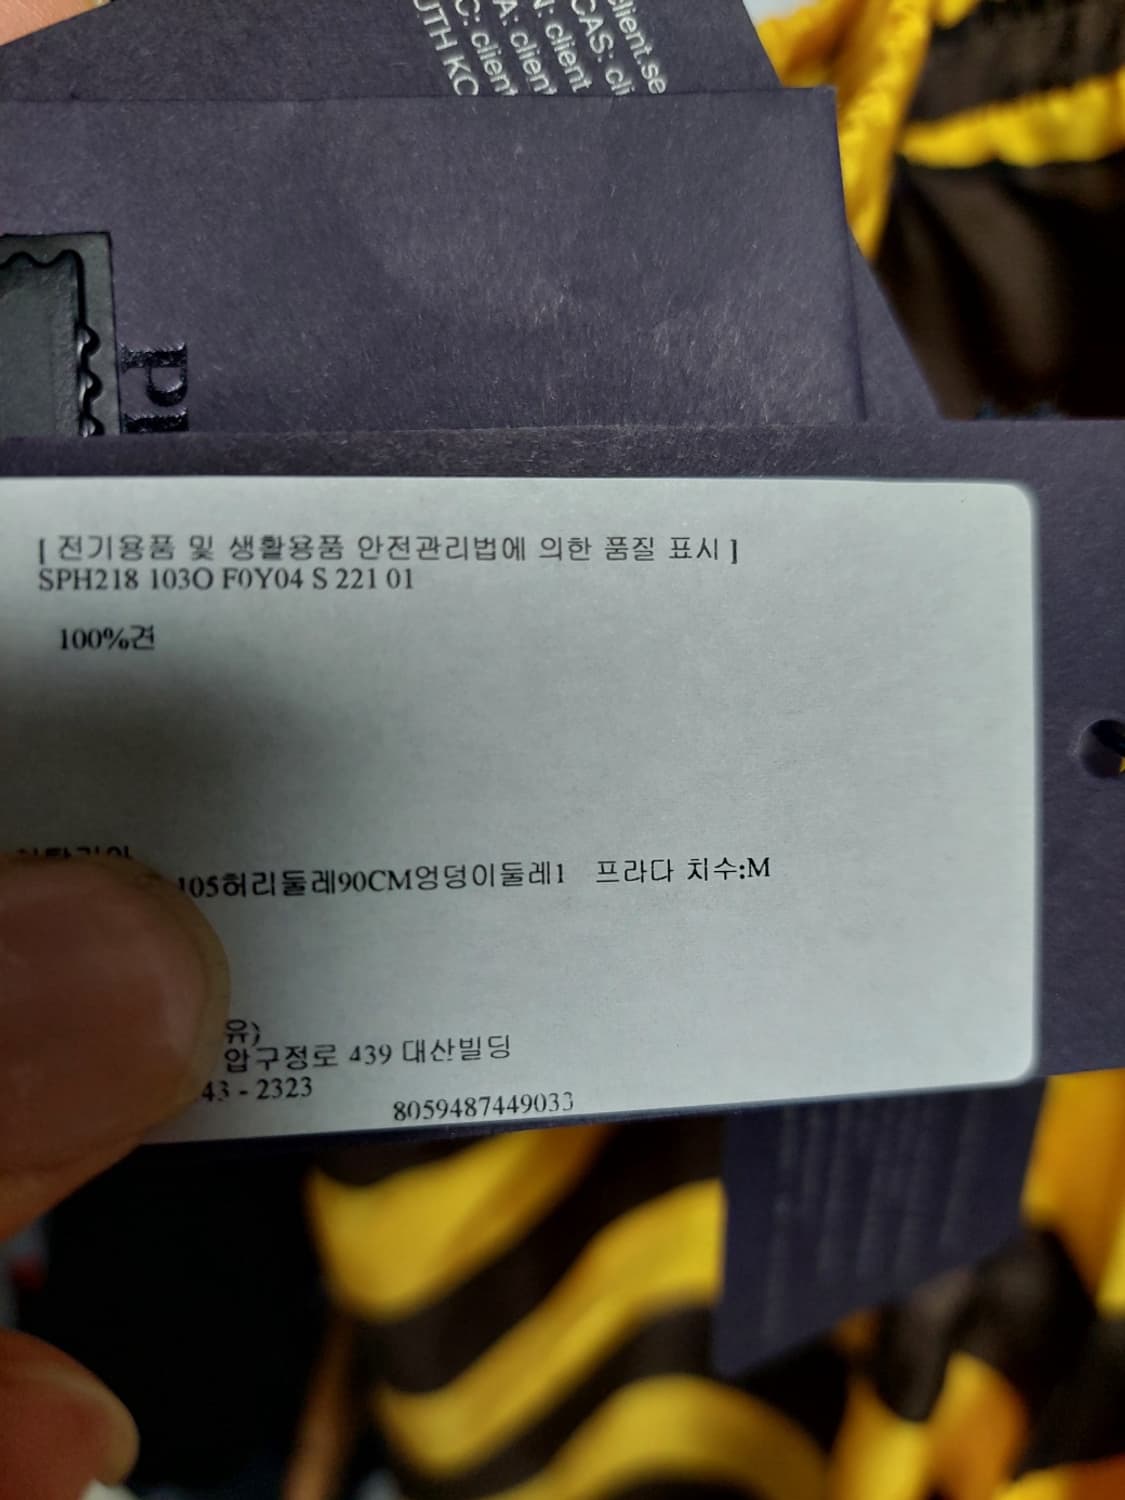 client.se
CAS: cli
N: client
A: client
C: client
UTH KO
PR
[ 전기용품 및 생활용품 안전관리법에 의한 품질 표시 ]
SPH218 103O F0Y04 S 221 01
100%견
105허리둘레90CM엉덩이둘레1 프라다 치수:M
유)
압구정로 439 대산빌딩
43 - 2323
8059487449033